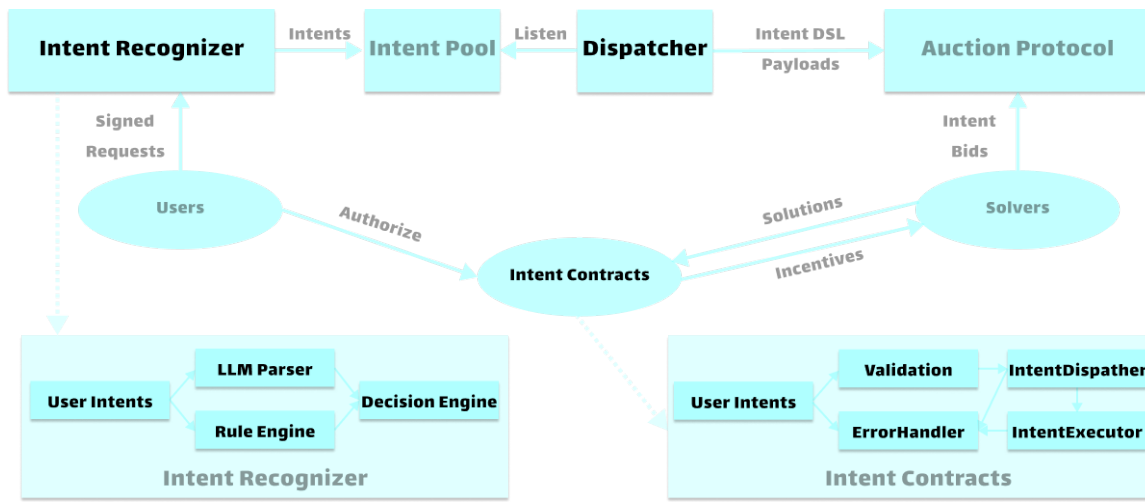 Intent Recognizer
Intents
Intent Pool
Listen
Dispatcher
Intent DSL
Payloads
Auction Protocol
Signed
Requests
Intent
Bids
Users
Authorize
Solutions
Solvers
Intent Contracts
Incentives
User Intents
LLM Parser
Rule Engine
Decision Engine
Intent Recognizer
User Intents
Validation
IntentDispather
ErrorHandler
IntentExecutor
Intent Contracts